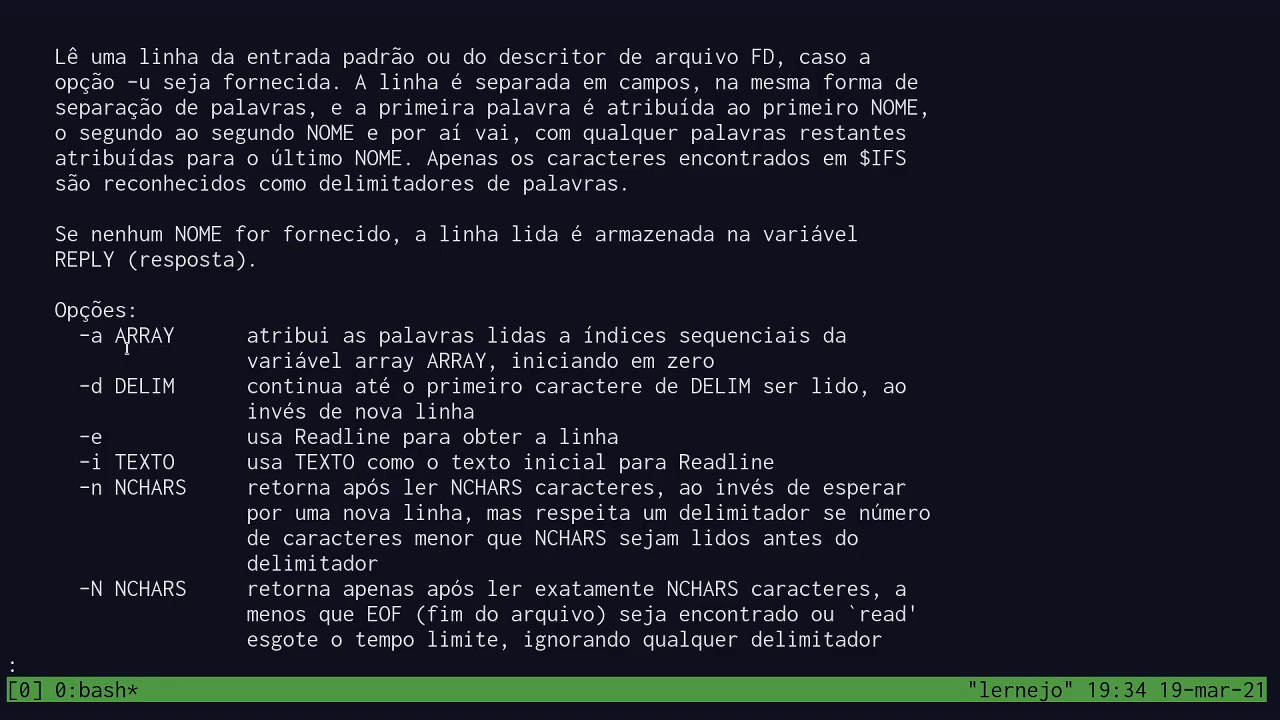 Lê uma linha da entrada padrão ou do descritor de arquivo FD, caso a
opção -u seja fornecida. A linha é separada em campos, na mesma forma de
separação de palavras, e a primeira palavra é atribuída ao primeiro NOME,
o segundo ao segundo NOME e por aí vai, com qualquer palavras restantes
atribuídas para o último NOME. Apenas os caracteres encontrados em $IFS
são reconhecidos como delimitadores de palavras.
Se nenhum NOME for fornecido, a linha lida é armazenada na variável
REPLY (resposta).
Opções:
-a ARRAY atribui as palavras lidas a índices sequenciais da
variável array ARRAY, iniciando em zero
-d DELIM continua até o primeiro caractere de DELIM ser lido, ao
invés de nova linha
-e usa Readline para obter a linha
-i TEXTO usa TEXTO como o texto inicial para Readline
-n NCHARS retorna após ler NCHARS caracteres, ao invés de esperar
por uma nova linha, mas respeita um delimitador se número
de caracteres menor que NCHARS sejam lidos antes do
delimitador
-N NCHARS retorna apenas após ler exatamente NCHARS caracteres, a
menos que EOF (fim do arquivo) seja encontrado ou `read'
esgote o tempo limite, ignorando qualquer delimitador
:
[0] 0:bash* "lernejo" 19:34 19-mar-21